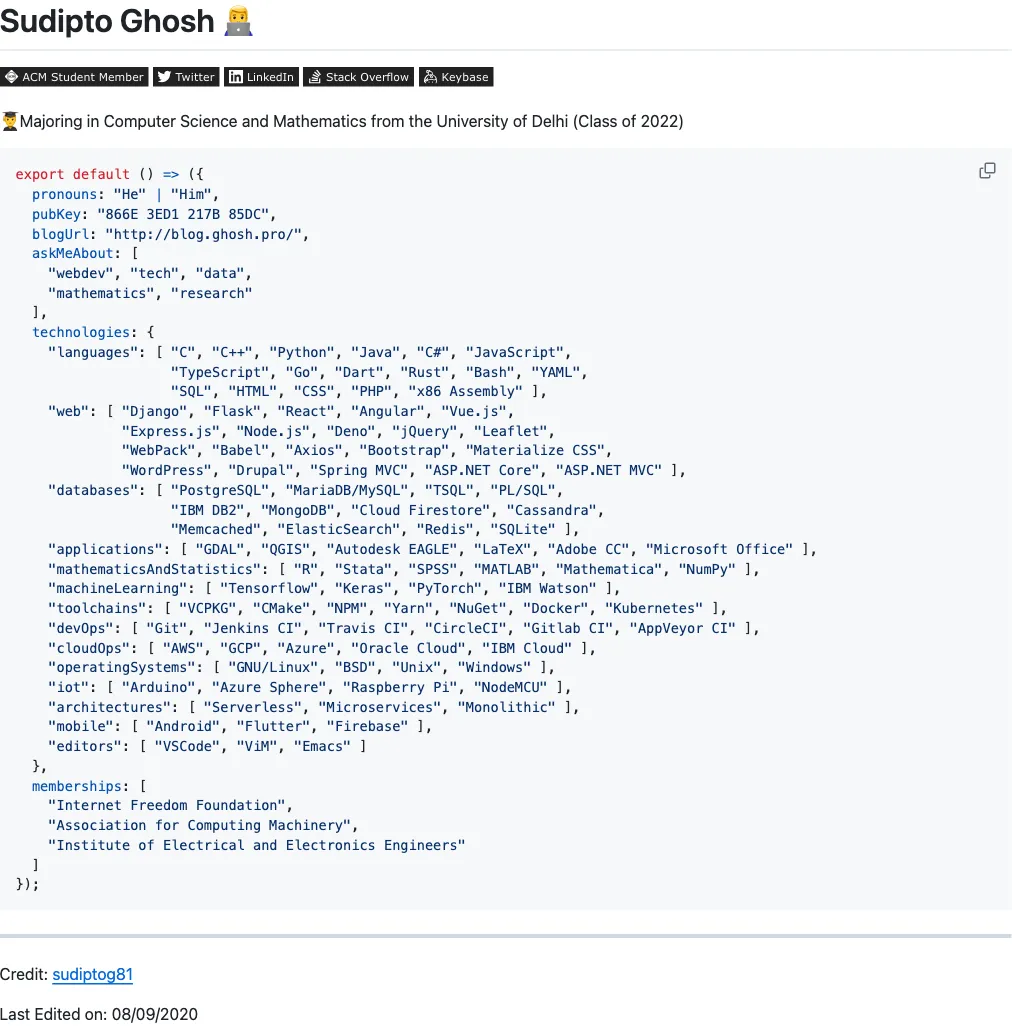 Sudipto Ghosh 👨‍💻
ACM Student Member Twitter LinkedIn Stack Overflow Keybase
👨‍🎓Majoring in Computer Science and Mathematics from the University of Delhi (Class of 2022)
export default () => ({
  pronouns: "He" | "Him",
  pubKey: "866E 3ED1 217B 85DC",
  blogUrl: "http://blog.ghosh.pro/",
  askMeAbout: [
    "webdev", "tech", "data",
    "mathematics", "research"
  ],
  technologies: {
    "languages": [ "C", "C++", "Python", "Java", "C#", "JavaScript",
                   "TypeScript", "Go", "Dart", "Rust", "Bash", "YAML",
                   "SQL", "HTML", "CSS", "PHP", "x86 Assembly" ],
    "web": [ "Django", "Flask", "React", "Angular", "Vue.js",
             "Express.js", "Node.js", "Deno", "jQuery", "Leaflet",
             "WebPack", "Babel", "Axios", "Bootstrap", "Materialize CSS",
             "WordPress", "Drupal", "Spring MVC", "ASP.NET Core", "ASP.NET MVC" ],
    "databases": [ "PostgreSQL", "MariaDB/MySQL", "TSQL", "PL/SQL",
                   "IBM DB2", "MongoDB", "Cloud Firestore", "Cassandra",
                   "Memcached", "ElasticSearch", "Redis", "SQLite" ],
    "applications": [ "GDAL", "QGIS", "Autodesk EAGLE", "LaTeX", "Adobe CC", "Microsoft Office" ],
    "mathematicsAndStatistics": [ "R", "Stata", "SPSS", "MATLAB", "Mathematica", "NumPy" ],
    "machineLearning": [ "Tensorflow", "Keras", "PyTorch", "IBM Watson" ],
    "toolchains": [ "VCPKG", "CMake", "NPM", "Yarn", "NuGet", "Docker", "Kubernetes" ],
    "devOps": [ "Git", "Jenkins CI", "Travis CI", "CircleCI", "Gitlab CI", "AppVeyor CI" ],
    "cloudOps": [ "AWS", "GCP", "Azure", "Oracle Cloud", "IBM Cloud" ],
    "operatingSystems": [ "GNU/Linux", "BSD", "Unix", "Windows" ],
    "iot": [ "Arduino", "Azure Sphere", "Raspberry Pi", "NodeMCU" ],
    "architectures": [ "Serverless", "Microservices", "Monolithic" ],
    "mobile": [ "Android", "Flutter", "Firebase" ],
    "editors": [ "VSCode", "ViM", "Emacs" ]
  },
  memberships: [
    "Internet Freedom Foundation",
    "Association for Computing Machinery",
    "Institute of Electrical and Electronics Engineers"
  ]
});
Credit: sudiptog81
Last Edited on: 08/09/2020